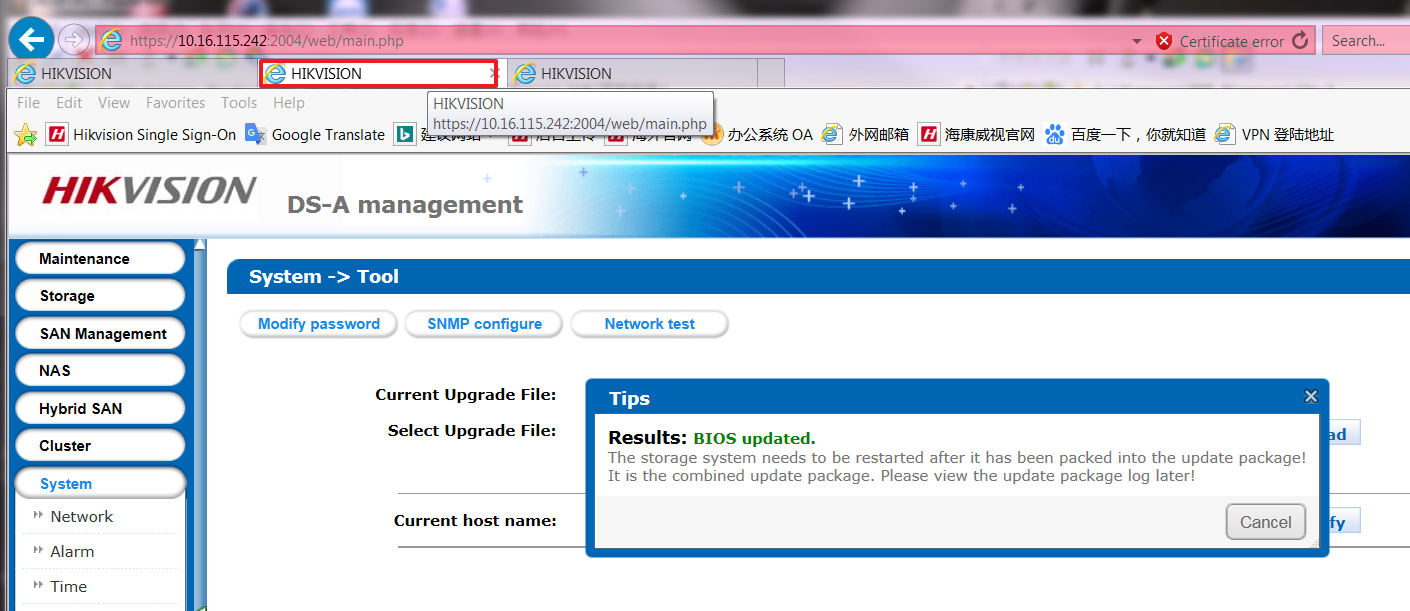 https://10.16.115.242:2004/web/main.php
Certificate error
Search...
HIKVISION
HIKVISION
HIKVISION
File Edit View Favorites Tools Help
HIKVISION
https://10.16.115.242:2004/web/main.php
Hikvision Single Sign-On
Google Translate
办公系统 OA
外网邮箱
海康威视官网
百度一下，你就知道
VPN 登陆地址
HIKVISION
DS-A management
Maintenance
Storage
SAN Management
NAS
Hybrid SAN
Cluster
System
Network
Alarm
Time
System -> Tool
Modify password
SNMP configure
Network test
Current Upgrade File:
Select Upgrade File:
Current host name:
Tips
Results: BIOS updated.
The storage system needs to be restarted after it has been packed into the update package!
It is the combined update package. Please view the update package log later!
Cancel